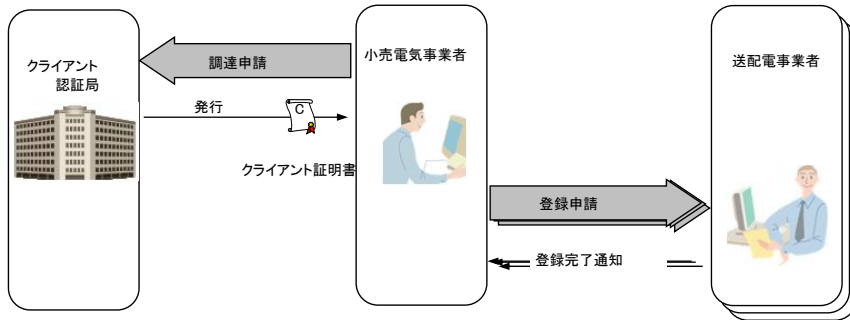 クライアント
認証局
調達申請
発行
C
クライアント証明書
小売電気事業者
登録申請
登録完了通知
送配電事業者